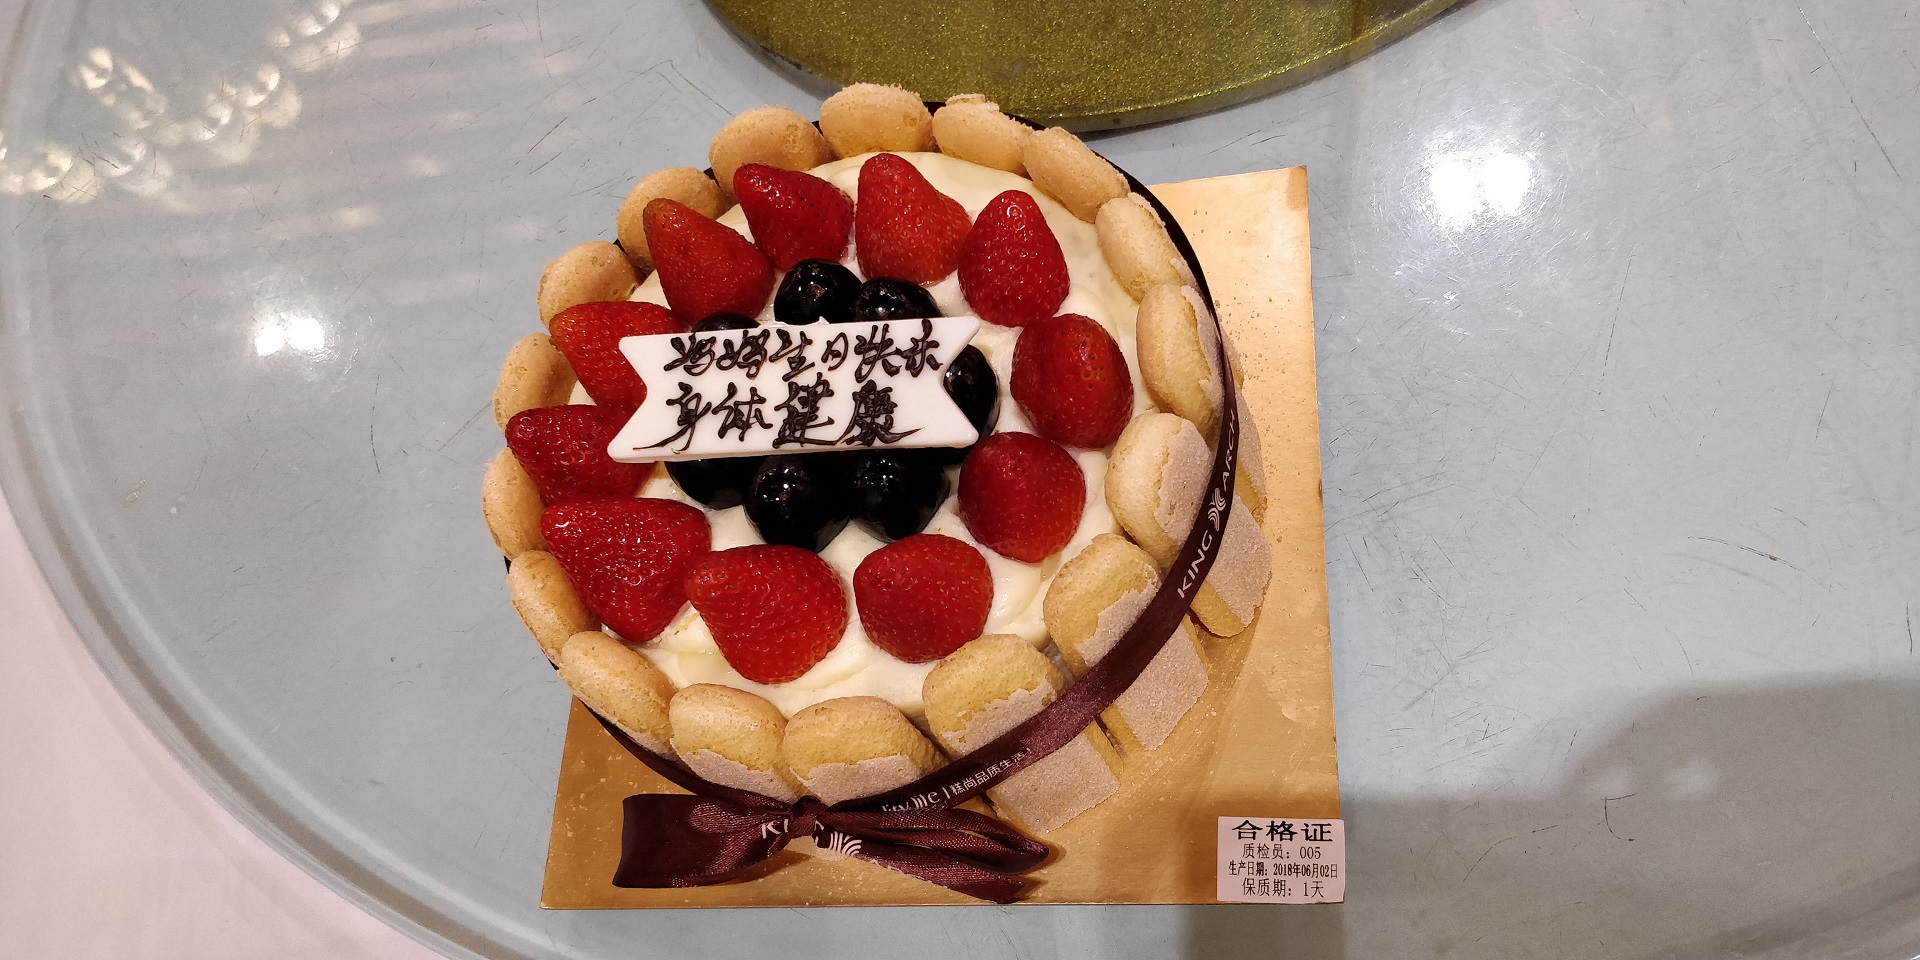 妈妈生日快乐
身体健康
KING ARCH
糕尚品质生活
合格证
质检员：005
生产日期：2018年06月02日
保质期：1天